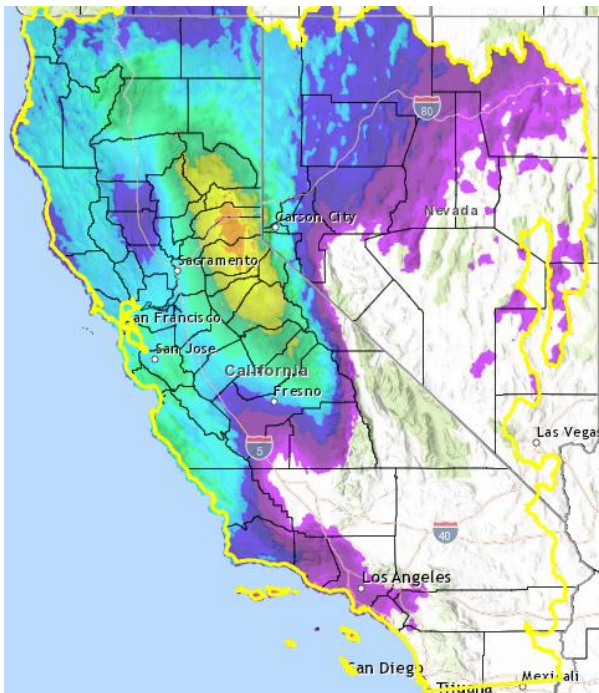 80
Nevada
Carson City
Sacramento
an Francisco
San Jose
California
Fresno
5
Las Vegas
40
Los Angeles
San Diego
Tijuana
Mexicali